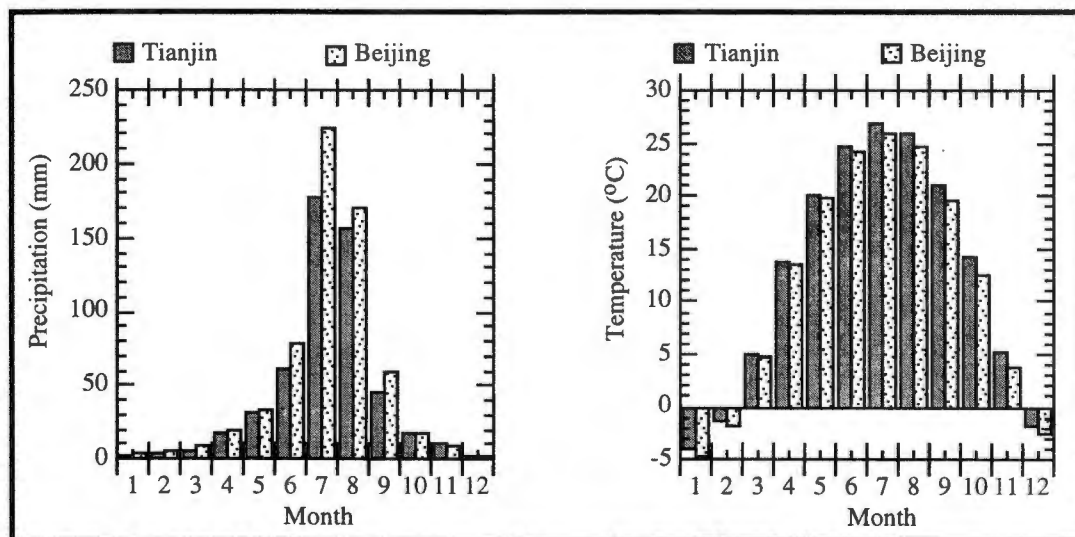 Tianjin Beijing
250
200
150
100
50
0
Precipitation (mm)
1 2 3 4 5 6 7 8 9 10 11 12
Month
Tianjin Beijing
30
25
20
15
10
5
0
-5
Temperature (°C)
1 2 3 4 5 6 7 8 9 10 11 12
Month